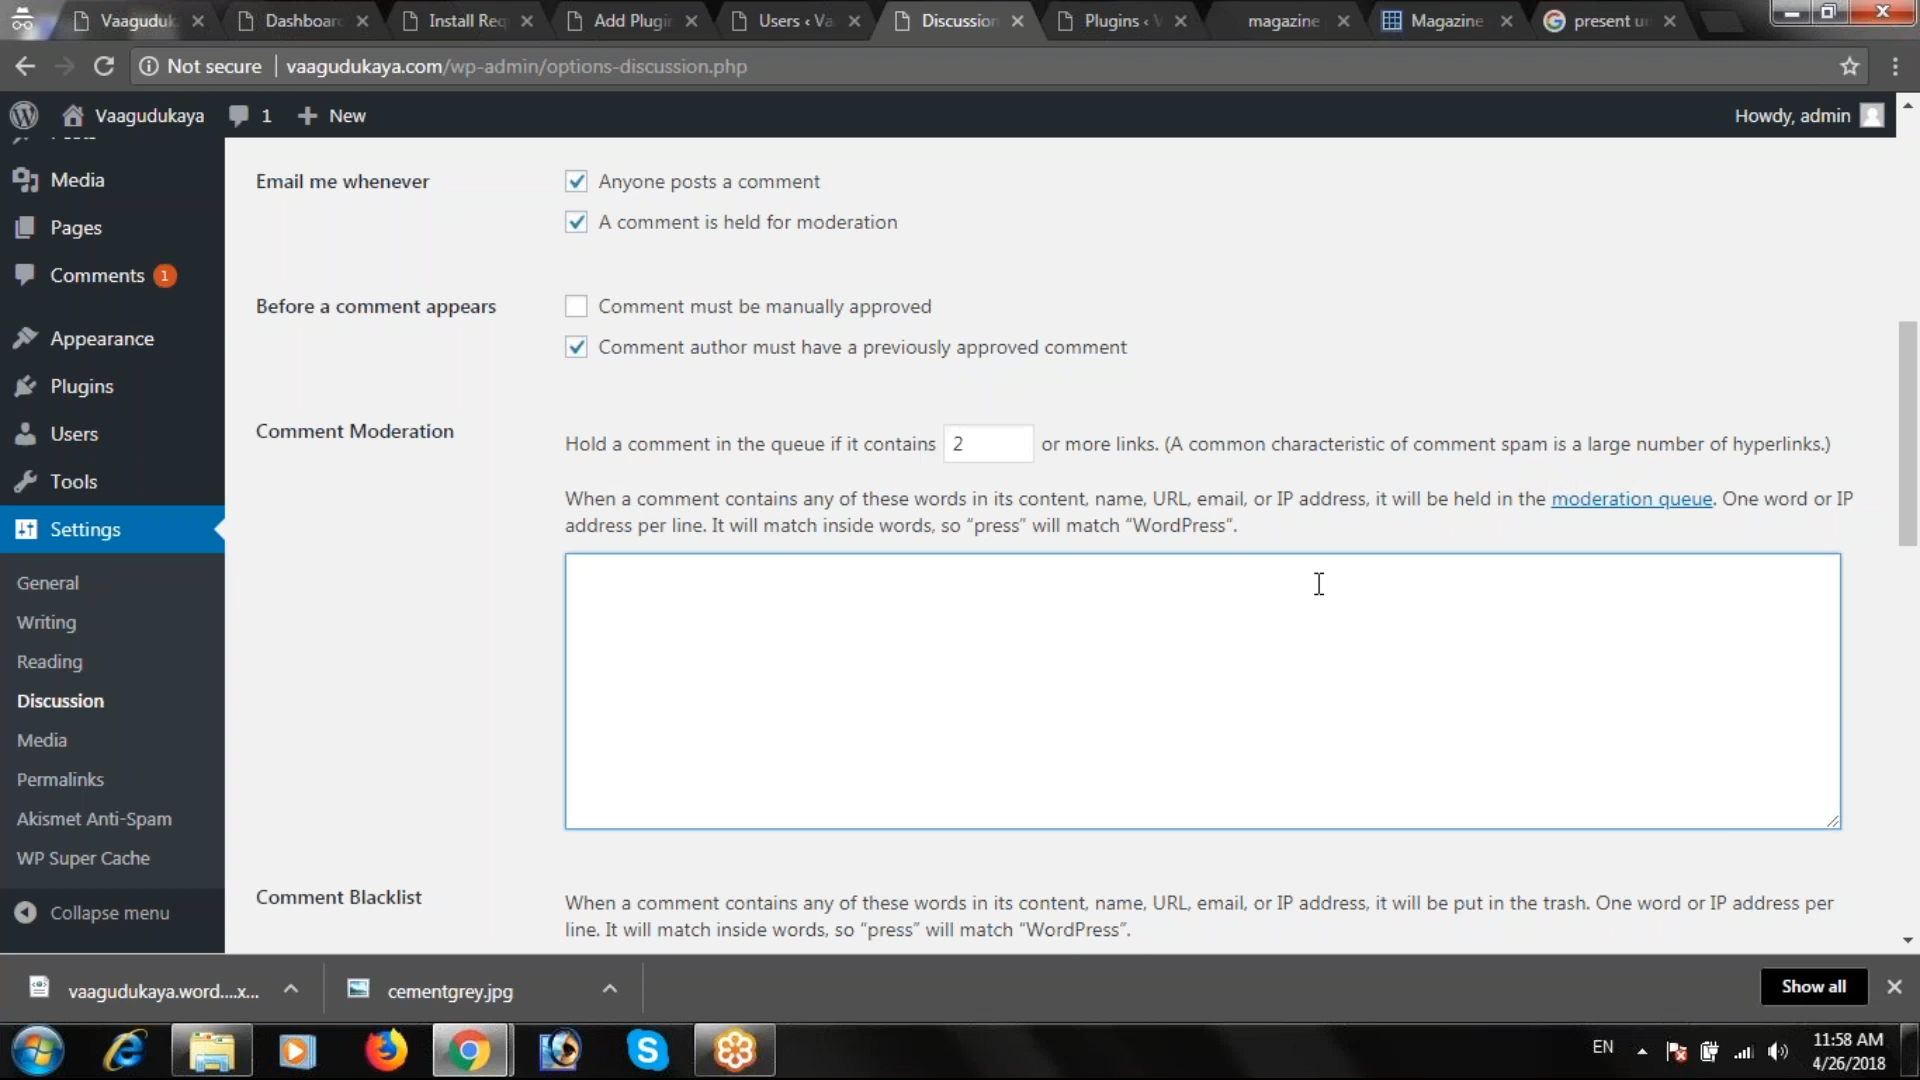 Vaaguduk
Dashboar
Install Req
Add Plugin
Users ‹ Va
Discussion
Plugins ‹ V
magazine
Magazine
present u
Not secure
vaagudukaya.com/wp-admin/options-discussion.php
Vaagudukaya
1
New
Howdy, admin
Media
Pages
Comments 1
Appearance
Plugins
Users
Tools
Settings
General
Writing
Reading
Discussion
Media
Permalinks
Akismet Anti-Spam
WP Super Cache
Collapse menu
Email me whenever
Anyone posts a comment
A comment is held for moderation
Before a comment appears
Comment must be manually approved
Comment author must have a previously approved comment
Comment Moderation
Hold a comment in the queue if it contains 2 or more links. (A common characteristic of comment spam is a large number of hyperlinks.)
When a comment contains any of these words in its content, name, URL, email, or IP address, it will be held in the moderation queue. One word or IP
address per line. It will match inside words, so “press” will match “WordPress”.
Comment Blacklist
When a comment contains any of these words in its content, name, URL, email, or IP address, it will be put in the trash. One word or IP address per
line. It will match inside words, so “press” will match “WordPress”.
vaagudukaya.word....x...
cementgrey.jpg
Show all
EN
11:58 AM
4/26/2018